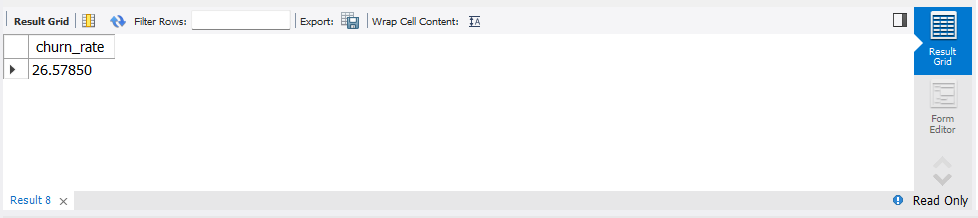 Result Grid Filter Rows: Export: Wrap Cell Content:
churn_rate
26.57850
Result
Grid
Form
Editor
Result 8 × Read Only